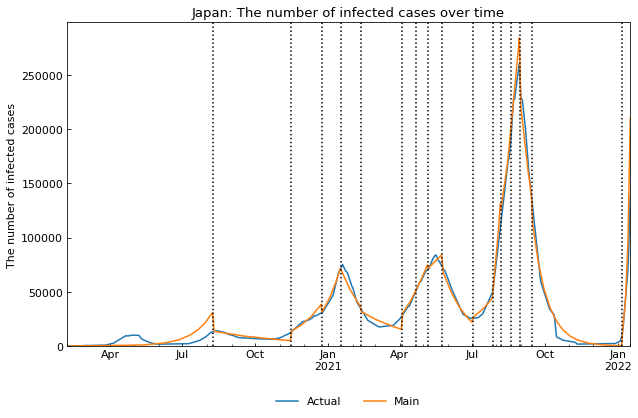 Japan: The number of infected cases over time
The number of infected cases
250000
200000
150000
100000
50000
0
Apr Jul Oct Jan Apr Jul Oct Jan
2021 2022
Actual Main